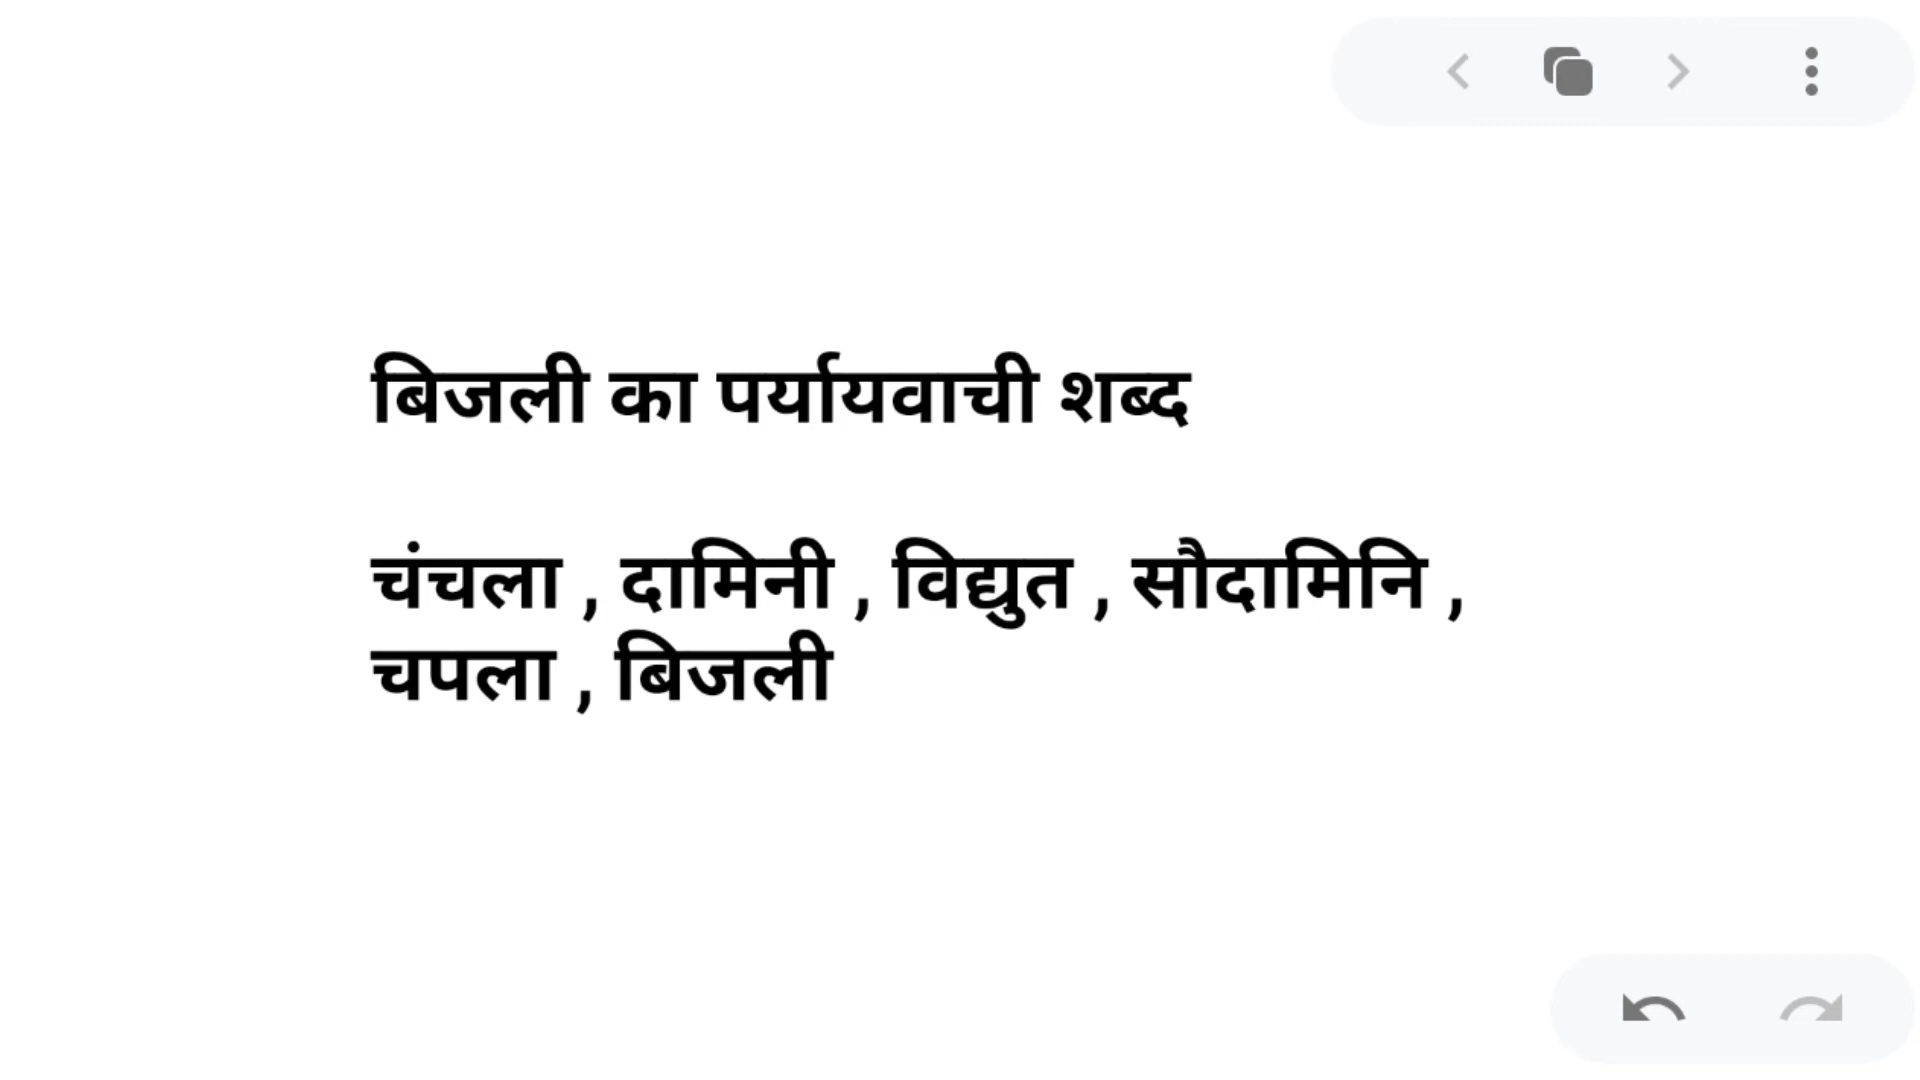 बिजली का पर्यायवाची शब्द
चंचला , दामिनी , विद्युत , सौदामिनि ,
चपला , बिजली